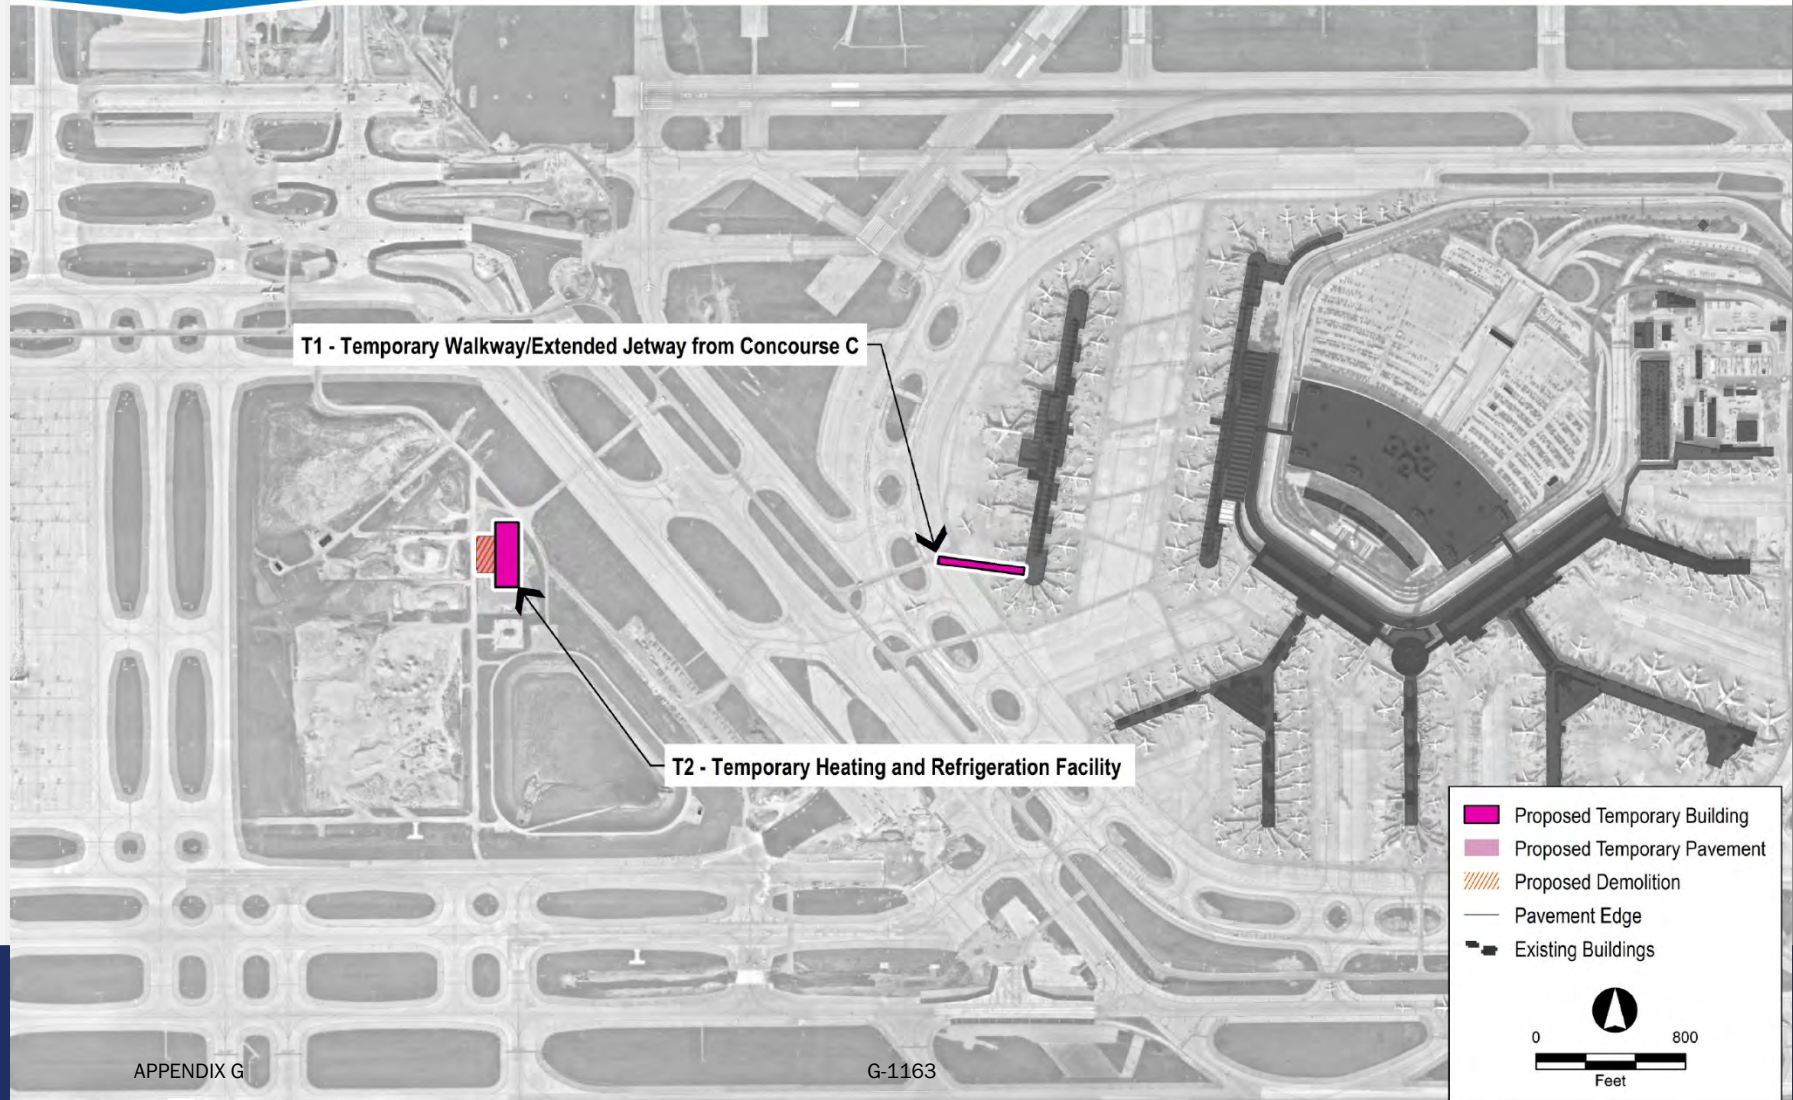 T1 - Temporary Walkway/Extended Jetway from Concourse C
T2 - Temporary Heating and Refrigeration Facility
Proposed Temporary Building
Proposed Temporary Pavement
Proposed Demolition
Pavement Edge
Existing Buildings
0 800
Feet
APPENDIX G
G-1163